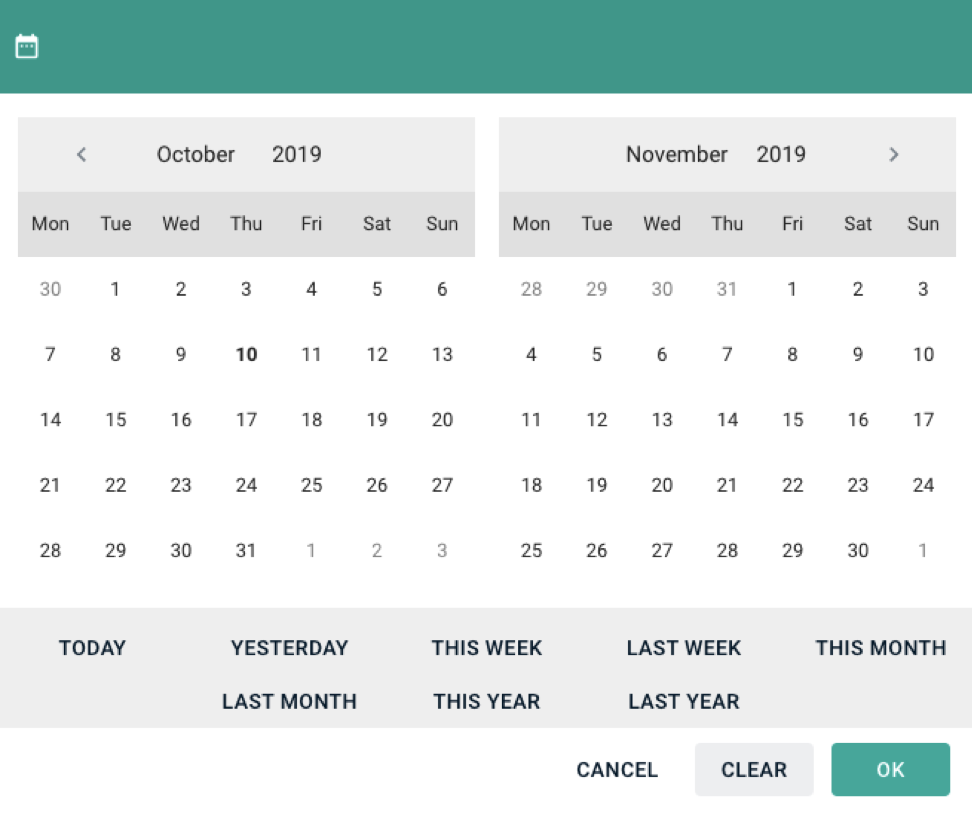 October 2019
Mon Tue Wed Thu Fri Sat Sun
30 1 2 3 4 5 6
7 8 9 10 11 12 13
14 15 16 17 18 19 20
21 22 23 24 25 26 27
28 29 30 31 1 2 3
November 2019
Mon Tue Wed Thu Fri Sat Sun
28 29 30 31 1 2 3
4 5 6 7 8 9 10
11 12 13 14 15 16 17
18 19 20 21 22 23 24
25 26 27 28 29 30 1
TODAY YESTERDAY THIS WEEK LAST WEEK THIS MONTH
LAST MONTH THIS YEAR LAST YEAR
CANCEL CLEAR OK